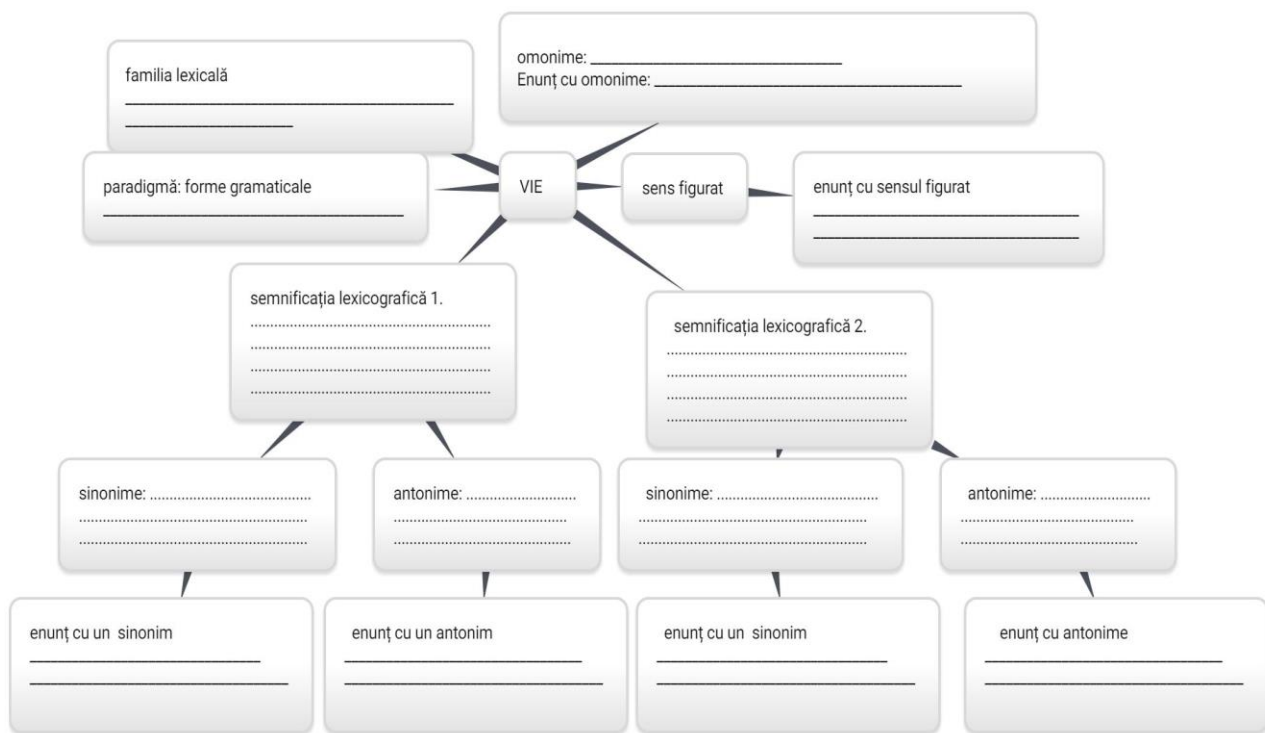 familia lexicală
omonime: ______________________________
Enunț cu omonime: ______________________________
paradigmă: forme gramaticale
VIE
sens figurat
enunț cu sensul figurat
semnificația lexicografică 1.
semnificația lexicografică 2.
sinonime: ..........................................
antonime: ............................
sinonime: ..........................................
antonime: ............................
enunț cu un sinonim
enunț cu un antonim
enunț cu un sinonim
enunț cu antonime